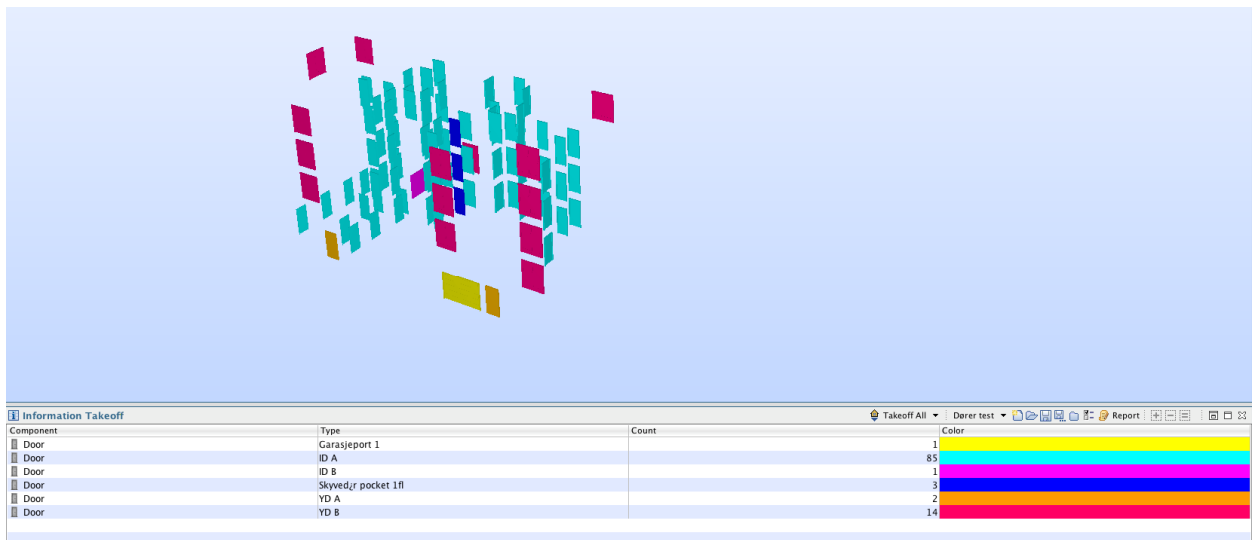 Information Takeoff
Takeoff All Dører test Report
Component Type Count Color
Door Garasjeport 1 1
Door ID A 85
Door ID B 1
Door Skyved¿r pocket 1fl 3
Door YD A 2
Door YD B 14